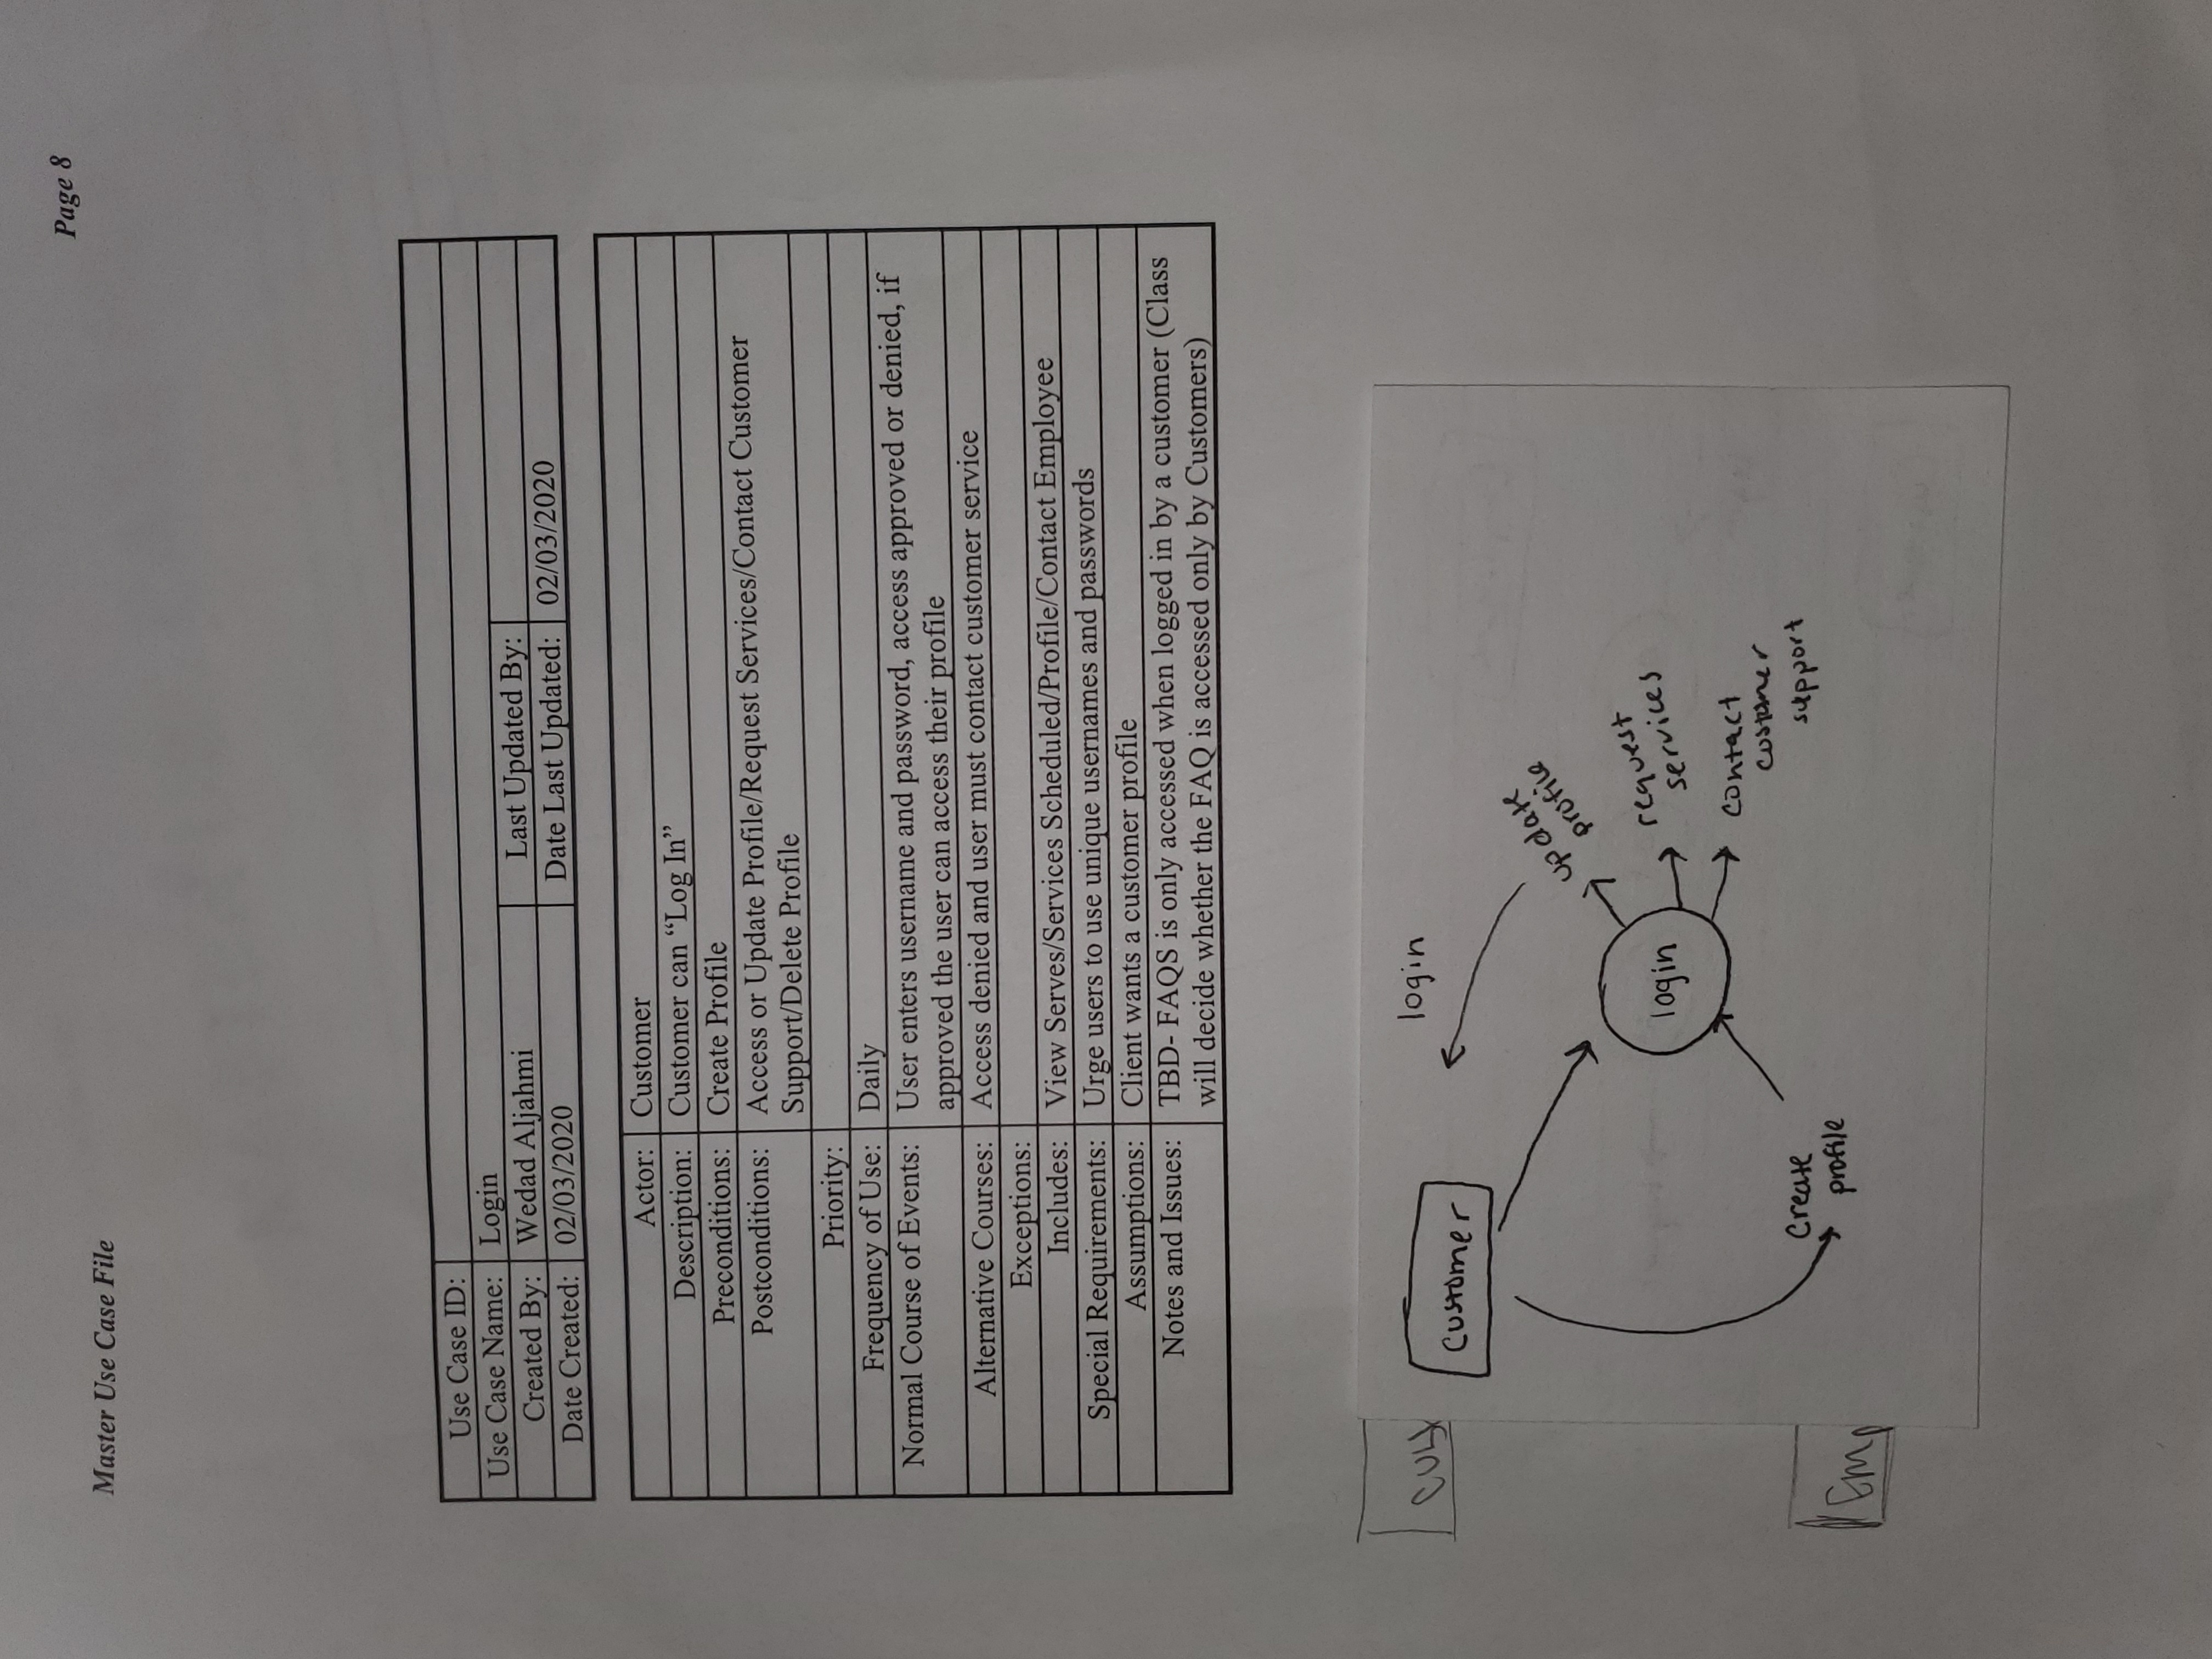 Page 8
Master Use Case File
Use Case ID:
Use Case Name: Login
Created By: Wedad Aljahmi Last Updated By:
Date Created: 02/03/2020 Date Last Updated: 02/03/2020
Actor: Customer
Description: Customer can “Log In”
Preconditions: Create Profile
Postconditions: Access or Update Profile/Request Services/Contact Customer
Support/Delete Profile
Priority:
Frequency of Use: Daily
Normal Course of Events: User enters username and password, access approved or denied, if
approved the user can access their profile
Alternative Courses: Access denied and user must contact customer service
Exceptions:
Includes: View Serves/Services Scheduled/Profile/Contact Employee
Special Requirements: Urge users to use unique usernames and passwords
Assumptions: Client wants a customer profile
Notes and Issues: TBD- FAQS is only accessed when logged in by a customer (Class
will decide whether the FAQ is accessed only by Customers)
login
Cust
Customer
update
profile
request
services
login
contact
customer
support
Create
profile
Emp